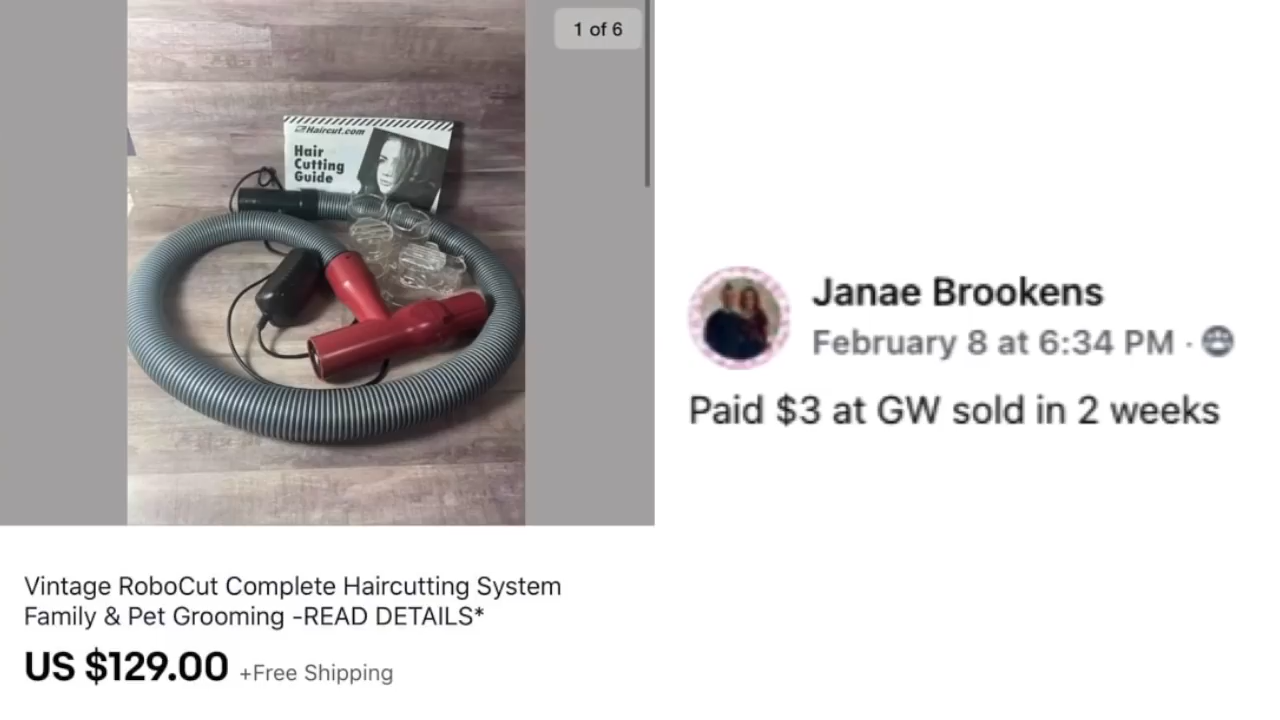 1 of 6
Haircut.com
Hair
Cutting
Guide
Vintage RoboCut Complete Haircutting System
Family & Pet Grooming -READ DETAILS*
US $129.00 +Free Shipping
Janae Brookens
February 8 at 6:34 PM ·
Paid $3 at GW sold in 2 weeks